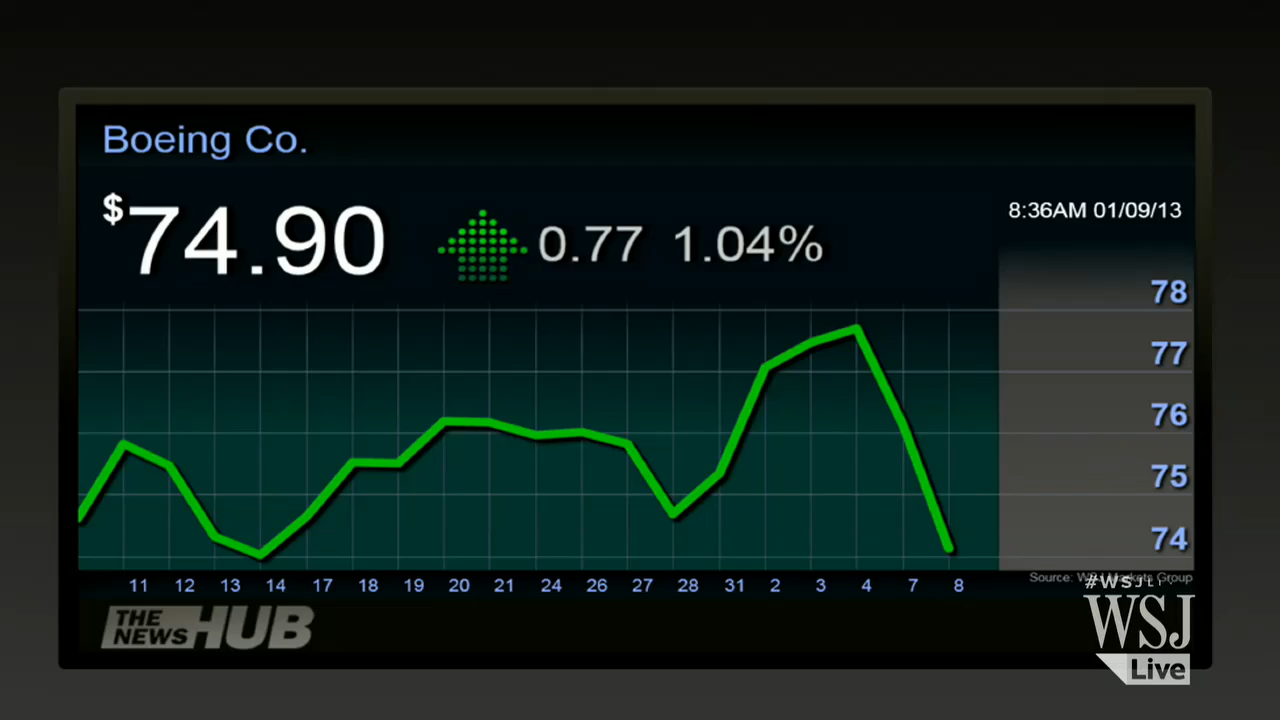 Boeing Co.
$74.90 0.77 1.04%
8:36AM 01/09/13
78
77
76
75
74
11 12 13 14 17 18 19 20 21 24 26 27 28 31 2 3 4 7 8
Source: WSJ Markets Group
THE NEWS HUB
WSJ
Live